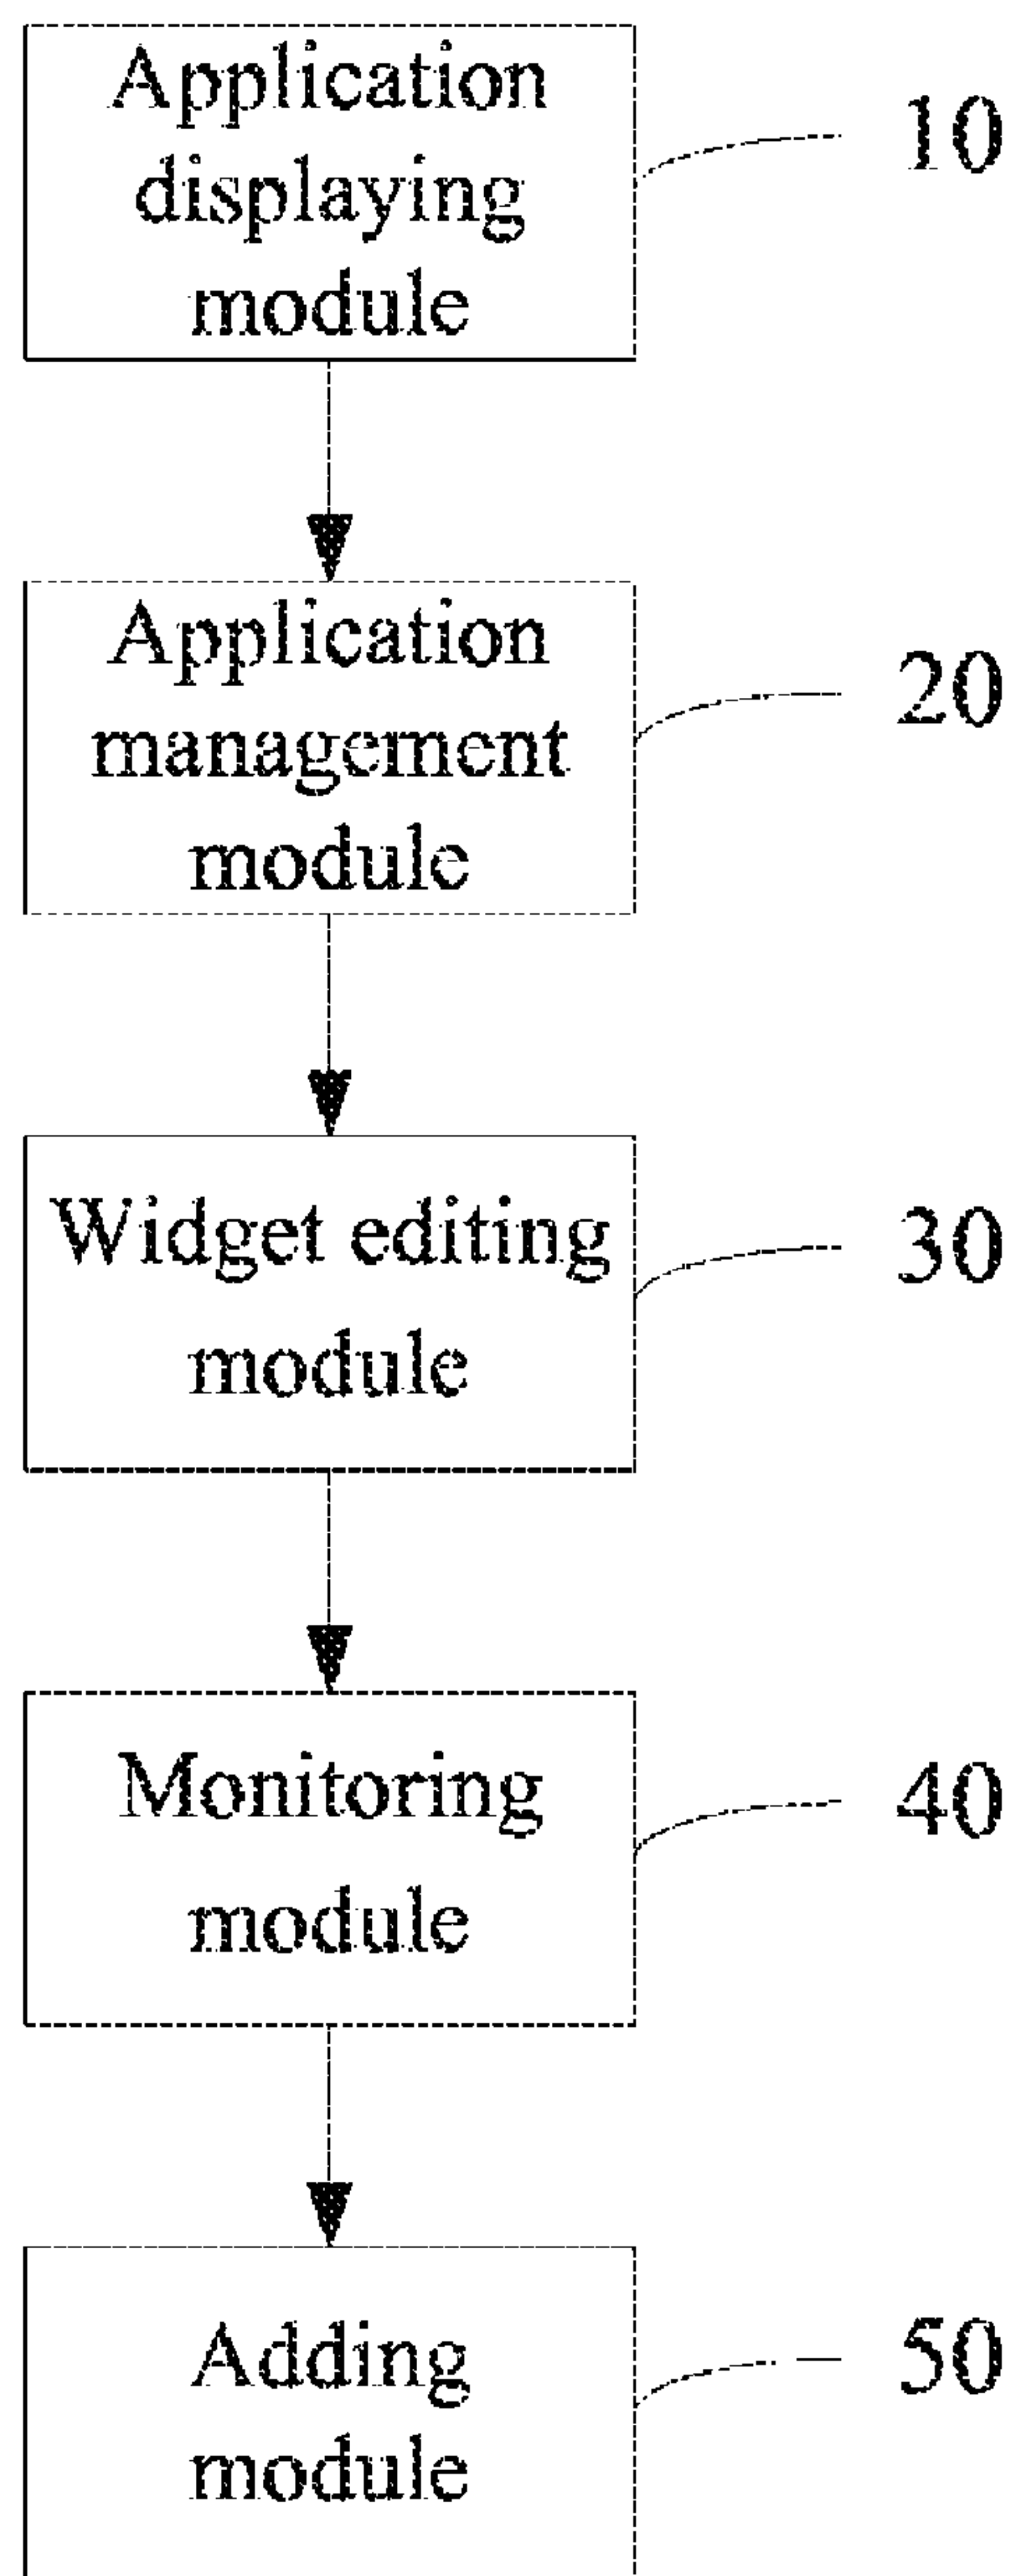 Application
displaying
module
10
Application
management
module
20
Widget editing
module
30
Monitoring
module
40
Adding
module
50